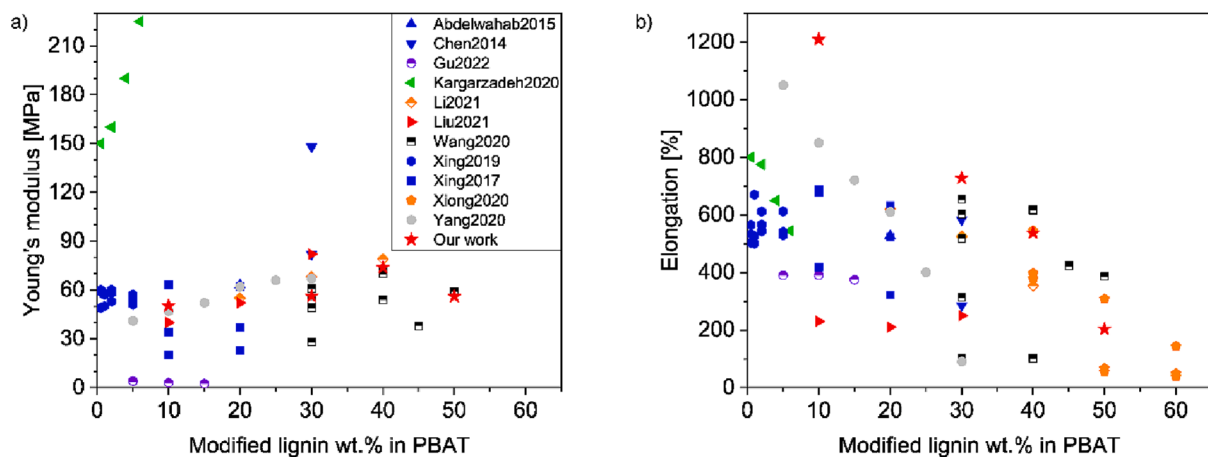 a)
Young's modulus [MPa]
210
180
150
120
90
60
30
0
0 10 20 30 40 50 60
Modified lignin wt.% in PBAT
Abdelwahab2015
Chen2014
Gu2022
Kargarzadeh2020
Li2021
Liu2021
Wang2020
Xing2019
Xing2017
Xiong2020
Yang2020
Our work
b)
Elongation [%]
1200
1000
800
600
400
200
0
0 10 20 30 40 50 60
Modified lignin wt.% in PBAT